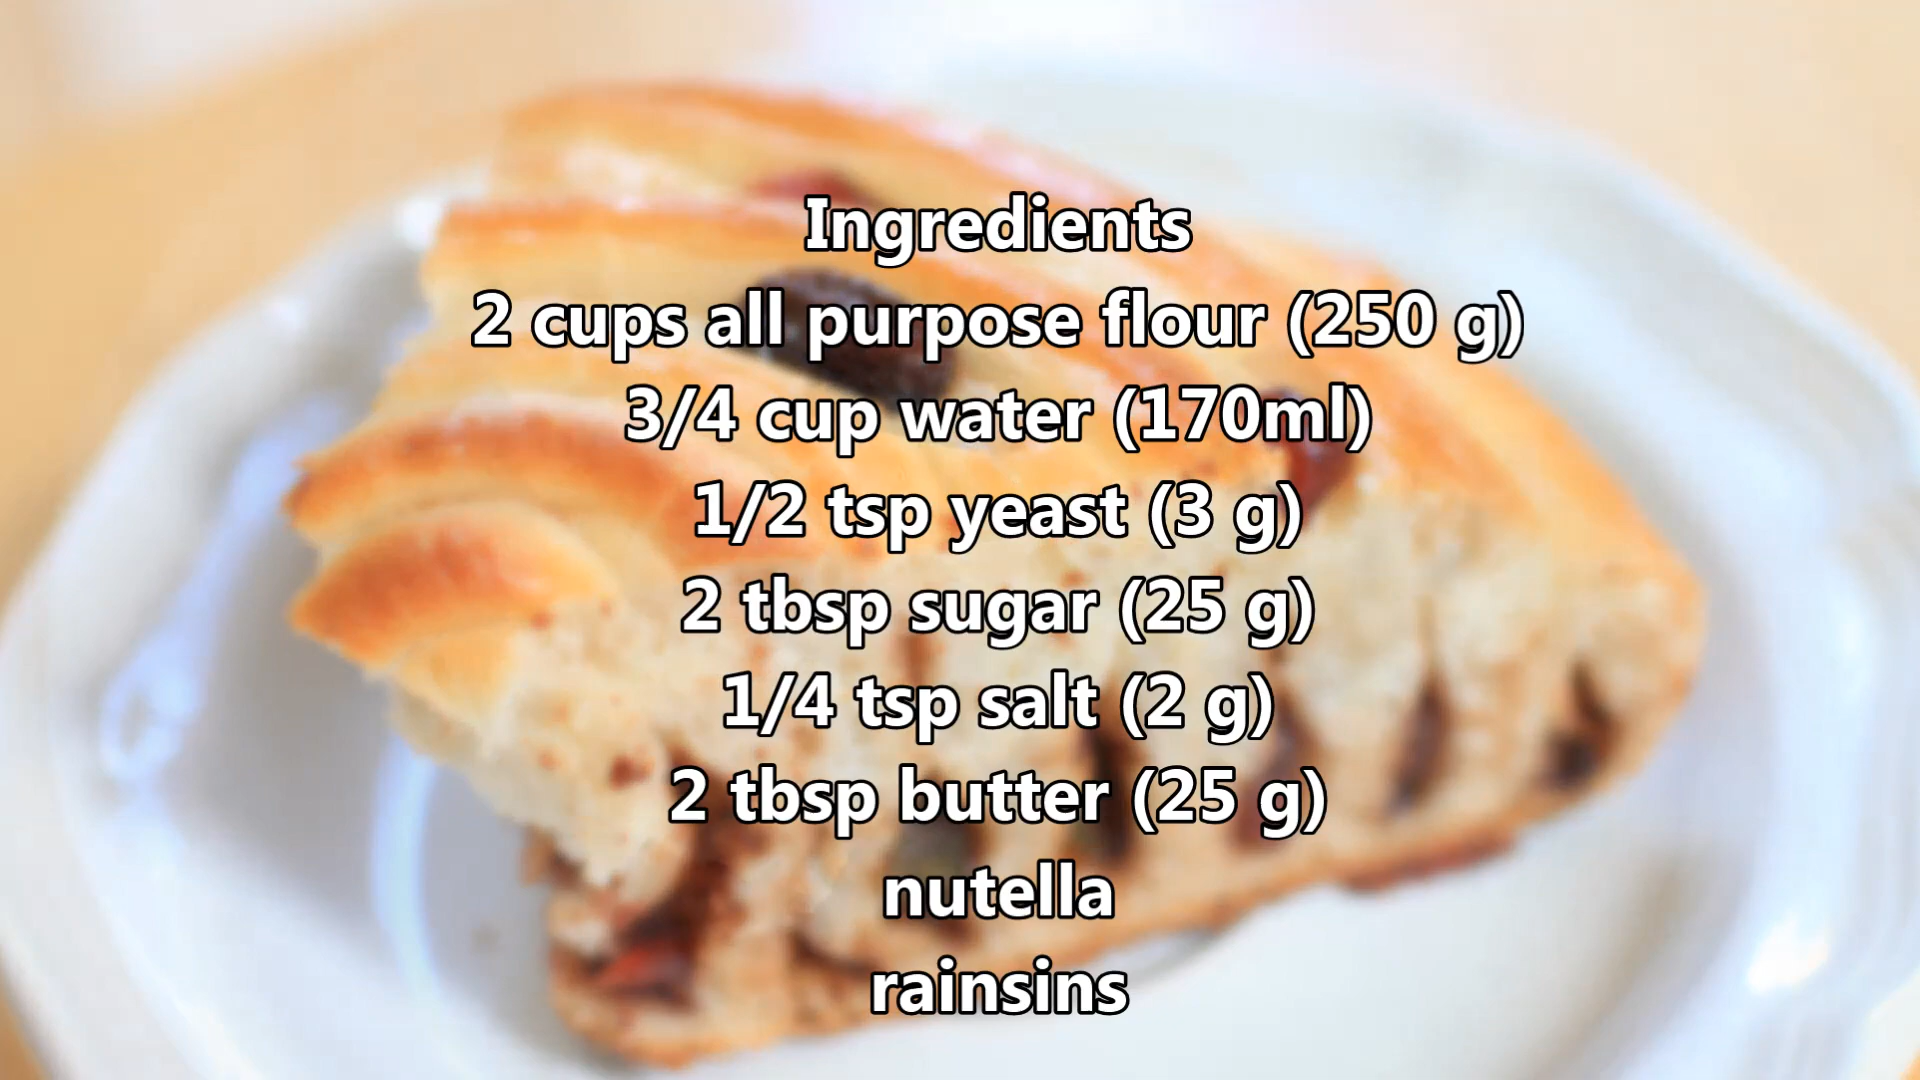 Ingredients
2 cups all purpose flour (250 g)
3/4 cup water (170ml)
1/2 tsp yeast (3 g)
2 tbsp sugar (25 g)
1/4 tsp salt (2 g)
2 tbsp butter (25 g)
nutella
rainsins